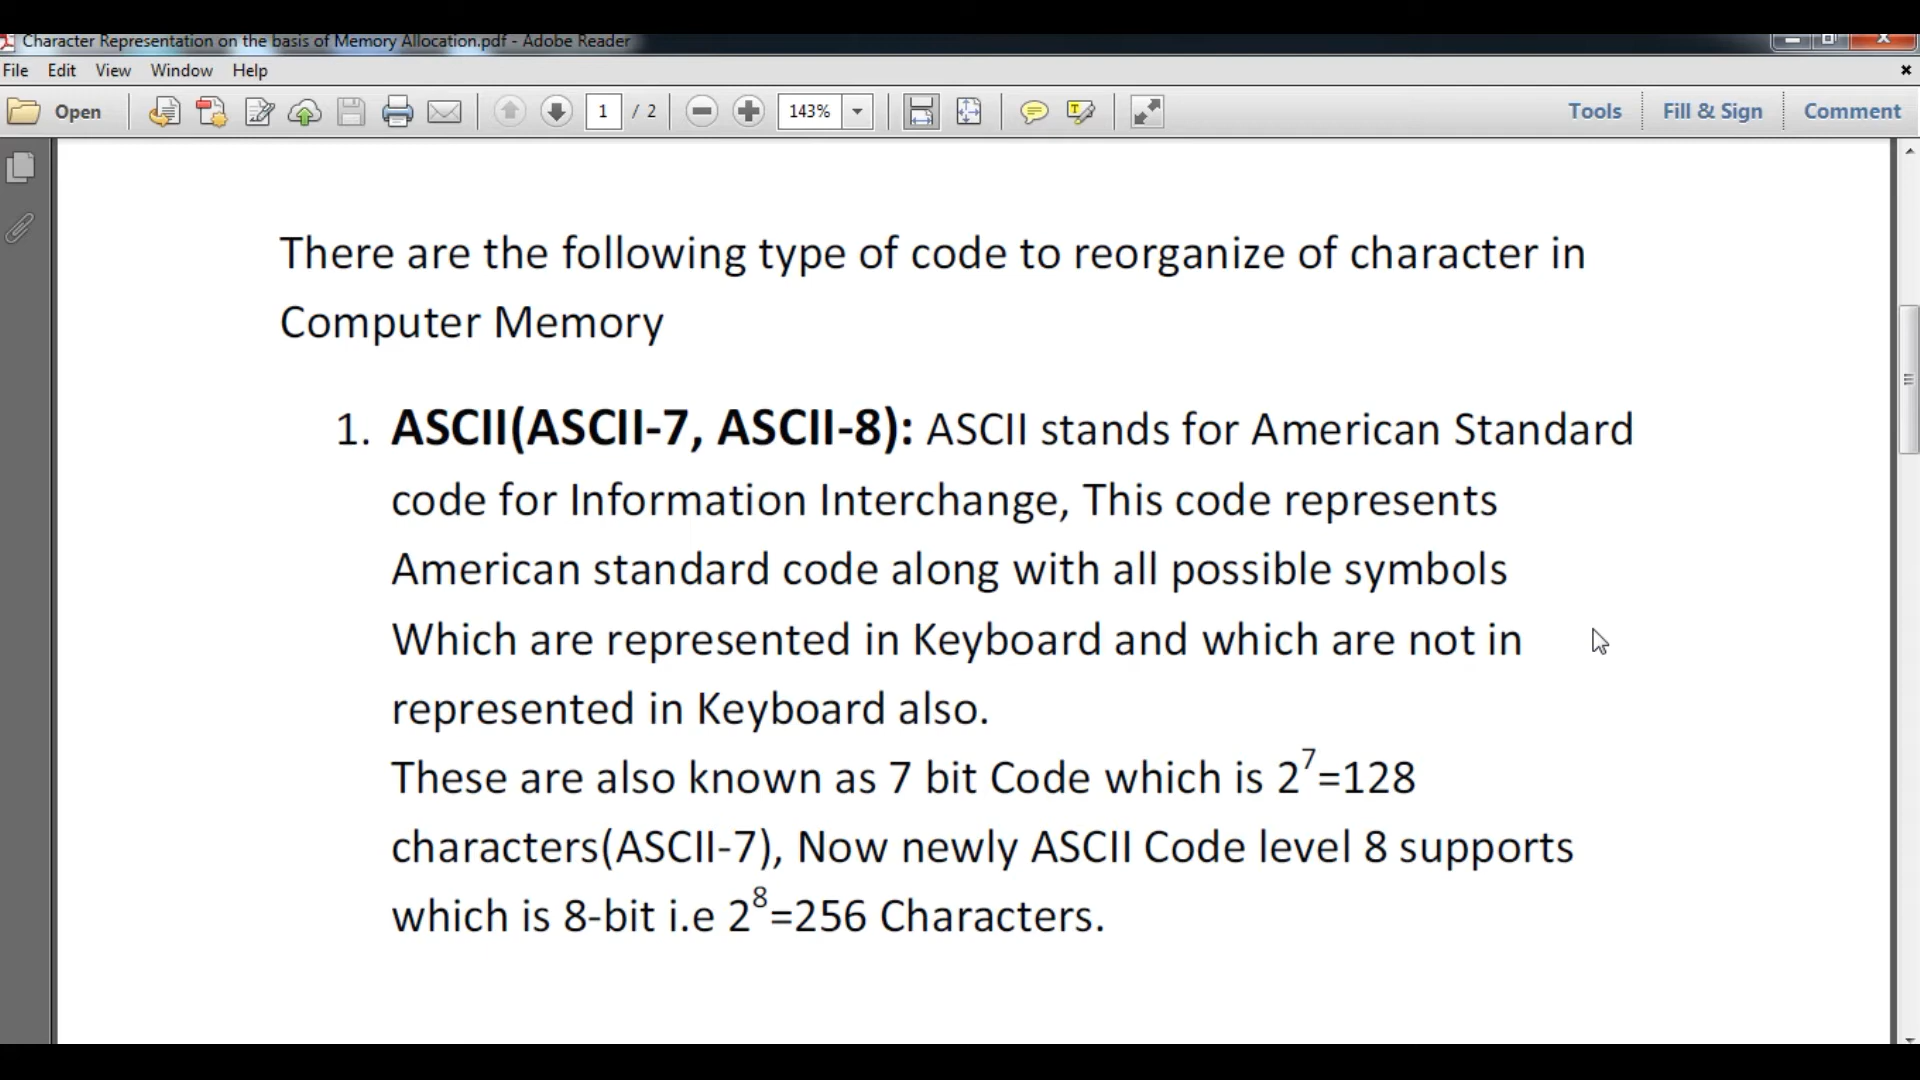 Character Representation on the basis of Memory Allocation.pdf - Adobe Reader
File Edit View Window Help
Open 1 / 2 143% Tools Fill & Sign Comment
There are the following type of code to reorganize of character in
Computer Memory
1. ASCII(ASCII-7, ASCII-8): ASCII stands for American Standard
code for Information Interchange, This code represents
American standard code along with all possible symbols
Which are represented in Keyboard and which are not in
represented in Keyboard also.
These are also known as 7 bit Code which is 2⁷=128
characters(ASCII-7), Now newly ASCII Code level 8 supports
which is 8-bit i.e 2⁸=256 Characters.